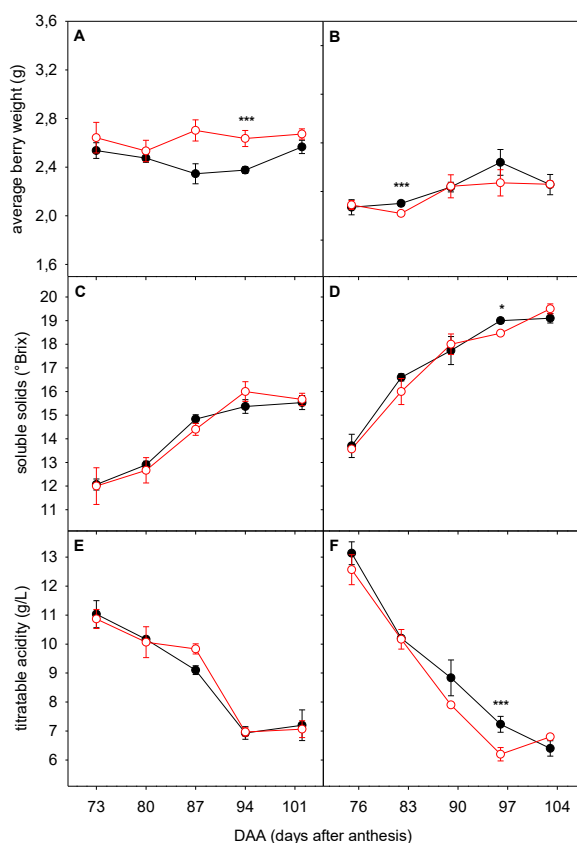 A
B
average berry weight (g)
3,6
3,2
2,8
2,4
2,0
1,6
***
***
C
D
soluble solids (°Brix)
20
19
18
17
16
15
14
13
12
11
*
E
F
titratable acidity (g/L)
13
12
11
10
9
8
7
6
***
73 80 87 94 101
76 83 90 97 104
DAA (days after anthesis)